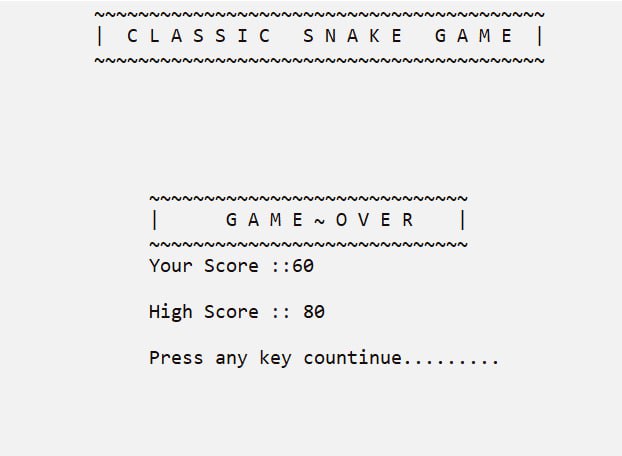 ~~~~~~~~~~~~~~~~~~~~~~~~~~~~~~~~~~~~~~~~~
| C L A S S I C   S N A K E   G A M E |
~~~~~~~~~~~~~~~~~~~~~~~~~~~~~~~~~~~~~~~~~
~~~~~~~~~~~~~~~~~~~~~~~~~~~~~
|      G A M E ~ O V E R    |
~~~~~~~~~~~~~~~~~~~~~~~~~~~~~
Your Score ::60
High Score :: 80
Press any key countinue.........